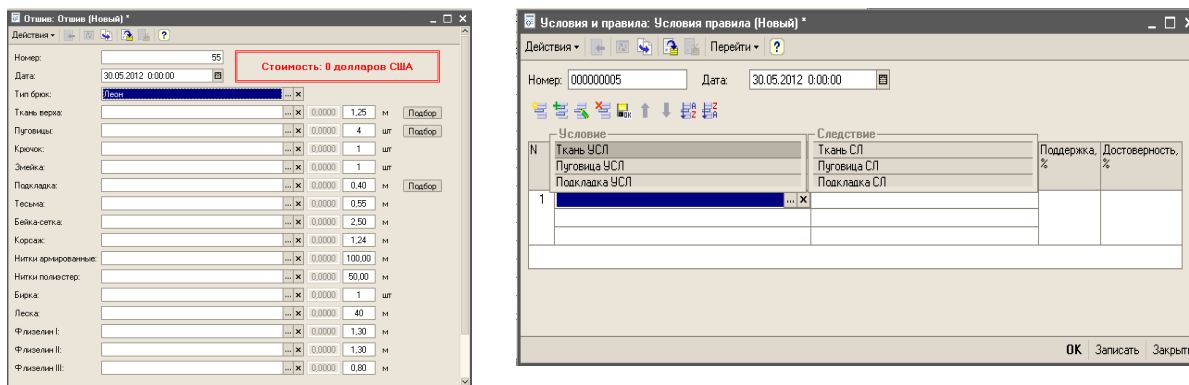 Отшив: Отшив (Новый) *
Действия
Номер: 55
Стоимость: 0 долларов США
Дата: 30.05.2012 0:00:00
Тип брюк: Леон
Ткань верха: 0,0000 1,25 м Подбор
Пуговицы: 0,0000 4 шт Подбор
Крючок: 0,0000 1 шт
Змейка: 0,0000 1 шт
Подкладка: 0,0000 0,40 м Подбор
Тесьма: 0,0000 0,55 м
Бейка-сетка: 0,0000 2,50 м
Корсаж: 0,0000 1,24 м
Нитки армированные: 0,0000 100,00 м
Нитки полиэстер: 0,0000 50,00 м
Бирка: 0,0000 1 шт
Леска: 0,0000 40 м
Флизелин I: 0,0000 1,30 м
Флизелин II: 0,0000 1,30 м
Флизелин III: 0,0000 0,80 м
Условия и правила: Условия правила (Новый) *
Действия Перейти
Номер: 000000005 Дата: 30.05.2012 0:00:00
Условие Следствие
N Ткань УСЛ Ткань СЛ Поддержка, % Достоверность, %
Пуговица УСЛ Пуговица СЛ
Подкладка УСЛ Подкладка СЛ
1
OK Записать Закрыть